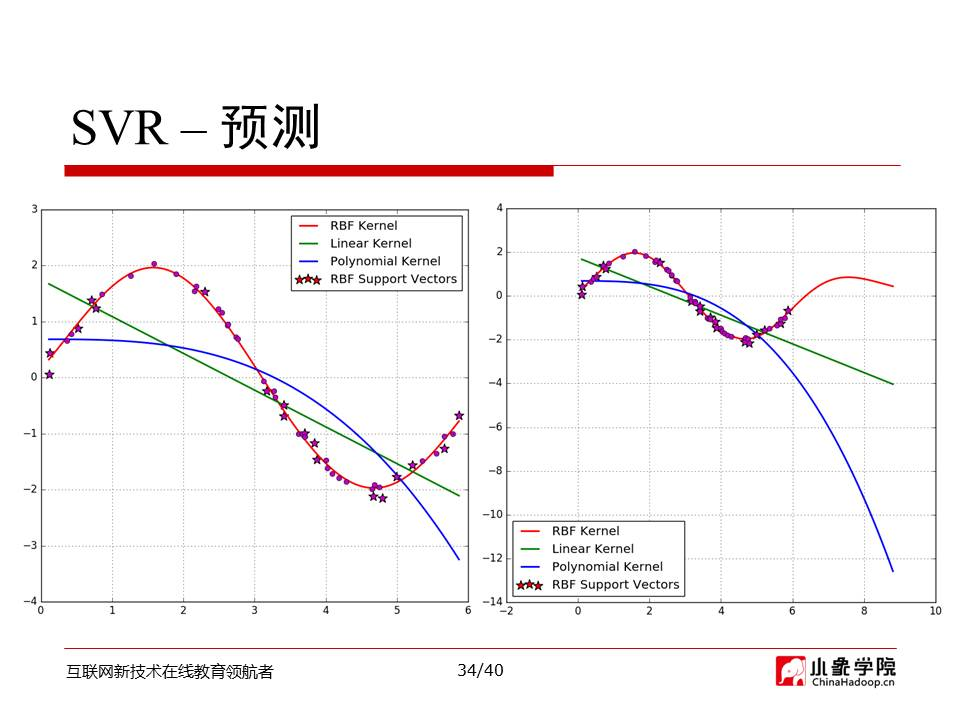 SVR – 预测
3
2
1
0
−1
−2
−3
−4
0 1 2 3 4 5 6
RBF Kernel
Linear Kernel
Polynomial Kernel
RBF Support Vectors
4
2
0
−2
−4
−6
−8
−10
−12
−14
−2 0 2 4 6 8 10
RBF Kernel
Linear Kernel
Polynomial Kernel
RBF Support Vectors
互联网新技术在线教育领航者
34/40
小象学院
ChinaHadoop.cn